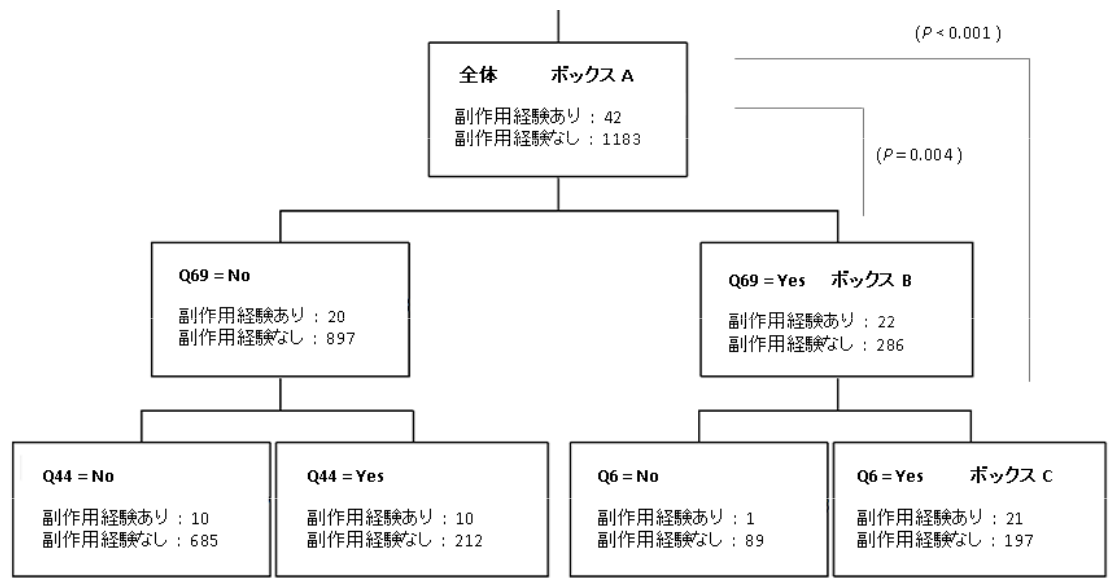 (P < 0.001)
全体 ボックス A
副作用経験あり : 42
副作用経験なし : 1183
(P=0.004)
Q69 = No
副作用経験あり : 20
副作用経験なし : 897
Q69 = Yes ボックス B
副作用経験あり : 22
副作用経験なし : 286
Q44 = No
副作用経験あり : 10
副作用経験なし : 685
Q44 = Yes
副作用経験あり : 10
副作用経験なし : 212
Q6 = No
副作用経験あり : 1
副作用経験なし : 89
Q6 = Yes ボックス C
副作用経験あり : 21
副作用経験なし : 197